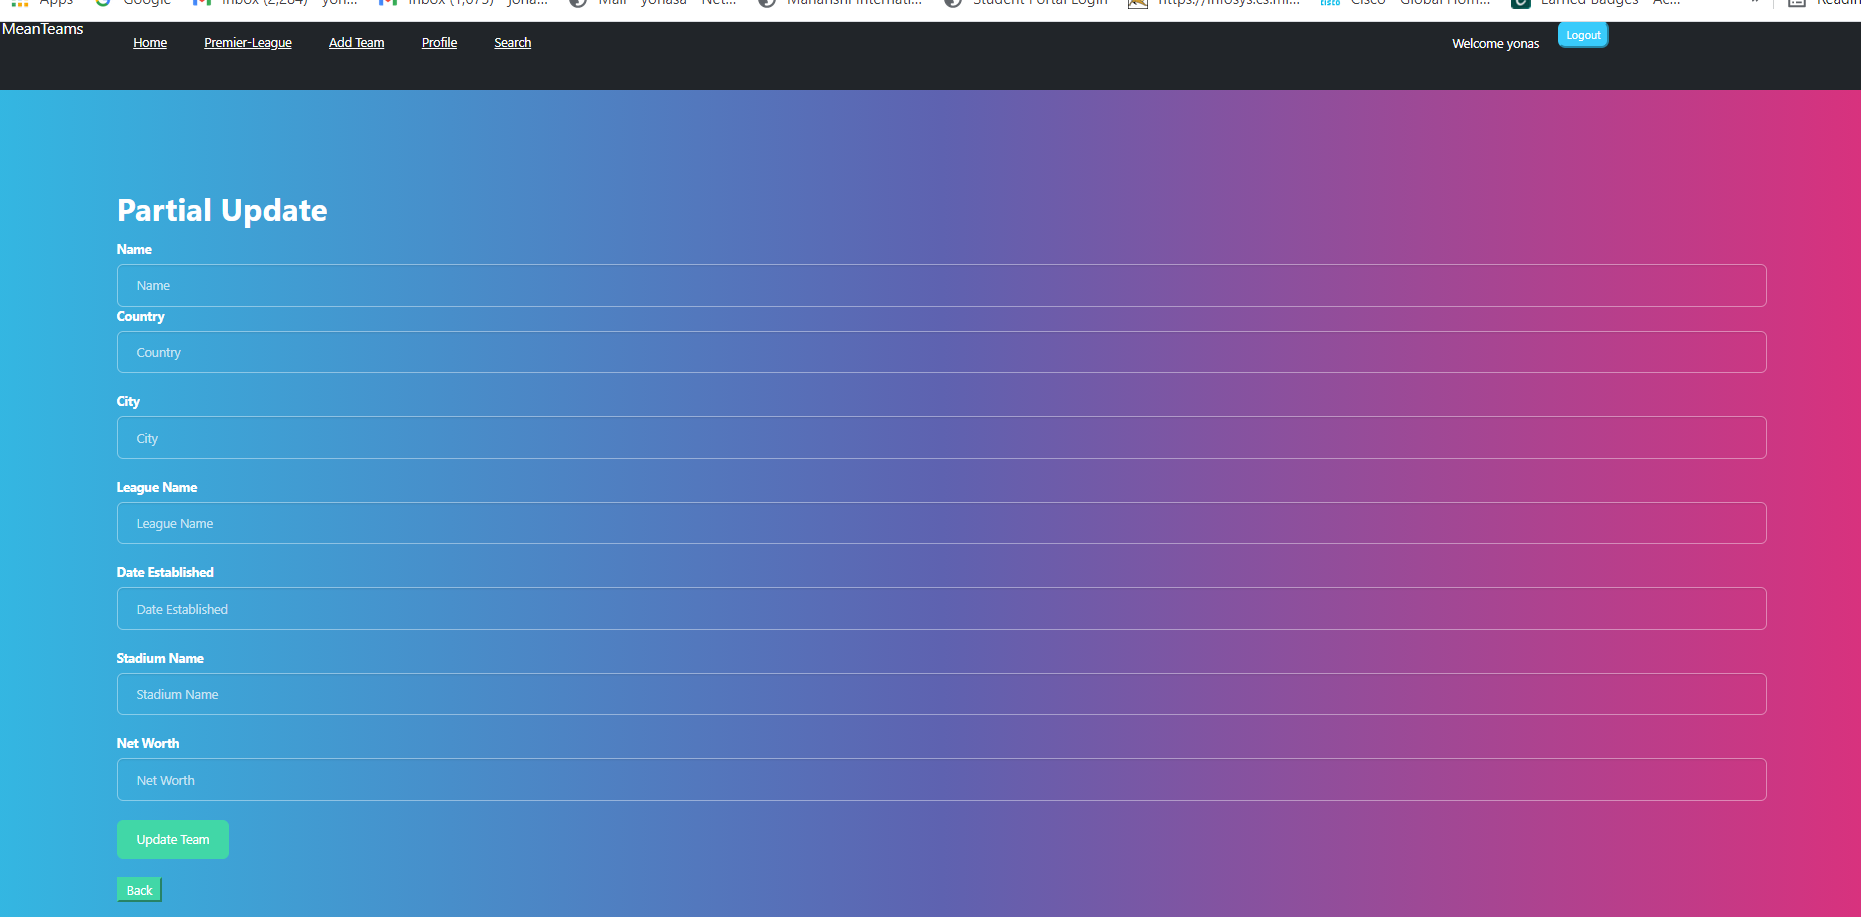 Apps Google Inbox (2,284) - yon... Inbox (1,075) - jona... Mail - yonasa - Net... Maharishi Internati... Student Portal Login https://infosys.cs.mi... Cisco - Global Hom... Earned Badges - Ac... »
MeanTeams
Home Premier-League Add Team Profile Search Welcome yonas Logout
Partial Update
Name
Name
Country
Country
City
City
League Name
League Name
Date Established
Date Established
Stadium Name
Stadium Name
Net Worth
Net Worth
Update Team
Back